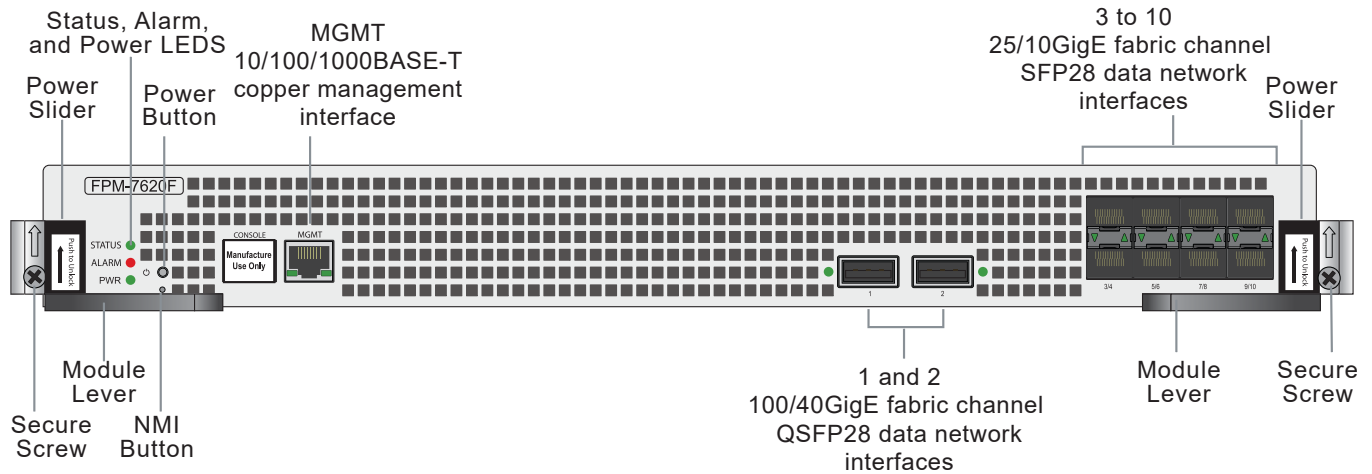 Status, Alarm,
and Power LEDS
MGMT
10/100/1000BASE-T
copper management
interface
3 to 10
25/10GigE fabric channel
SFP28 data network
interfaces
Power
Slider
Power
Button
Power
Slider
FPM-7620F
Push to Unlock
STATUS
ALARM
PWR
CONSOLE
Manufacture
Use Only
MGMT
1
2
3/4
5/6
7/8
9/10
Push to Unlock
Module
Lever
Secure
Screw
NMI
Button
1 and 2
100/40GigE fabric channel
QSFP28 data network
interfaces
Module
Lever
Secure
Screw